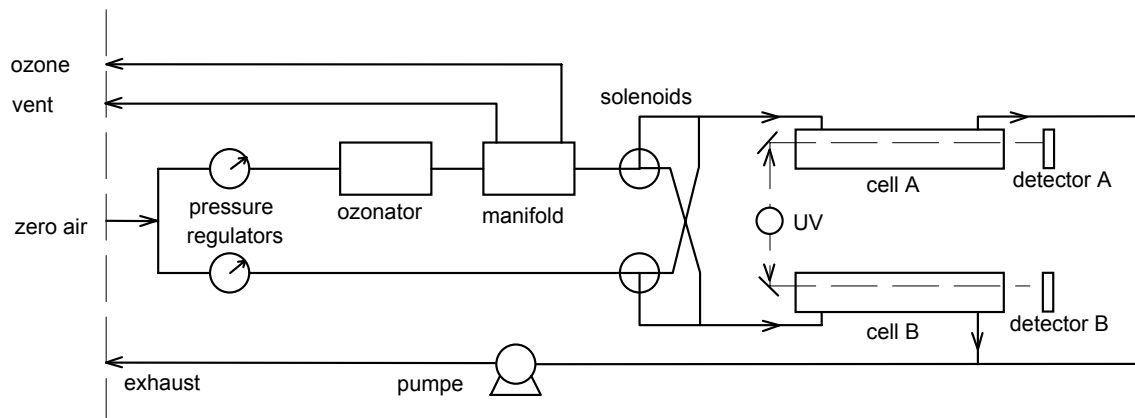 ozone
vent
solenoids
cell A
detector A
pressure
regulators
ozonator
manifold
zero air
UV
cell B
detector B
exhaust
pumpe